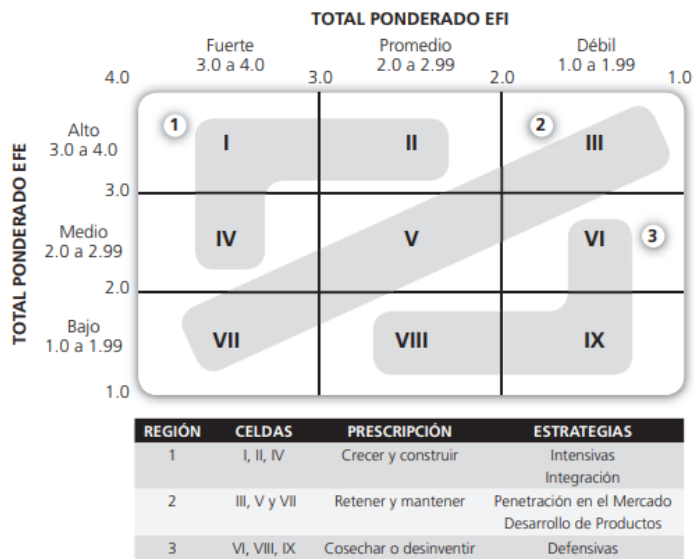 TOTAL PONDERADO EFI
Fuerte
3.0 a 4.0
Promedio
2.0 a 2.99
Débil
1.0 a 1.99
4.0
3.0
2.0
1.0
TOTAL PONDERADO EFE
Alto
3.0 a 4.0
1
I
II
2
III
3.0
Medio
2.0 a 2.99
IV
V
VI
3
2.0
Bajo
1.0 a 1.99
VII
VIII
IX
1.0
REGIÓN CELDAS PRESCRIPCIÓN ESTRATEGIAS
1 I, II, IV Crecer y construir Intensivas
Integración
2 III, V y VII Retener y mantener Penetración en el Mercado
Desarrollo de Productos
3 VI, VIII, IX Cosechar o desinventir Defensivas